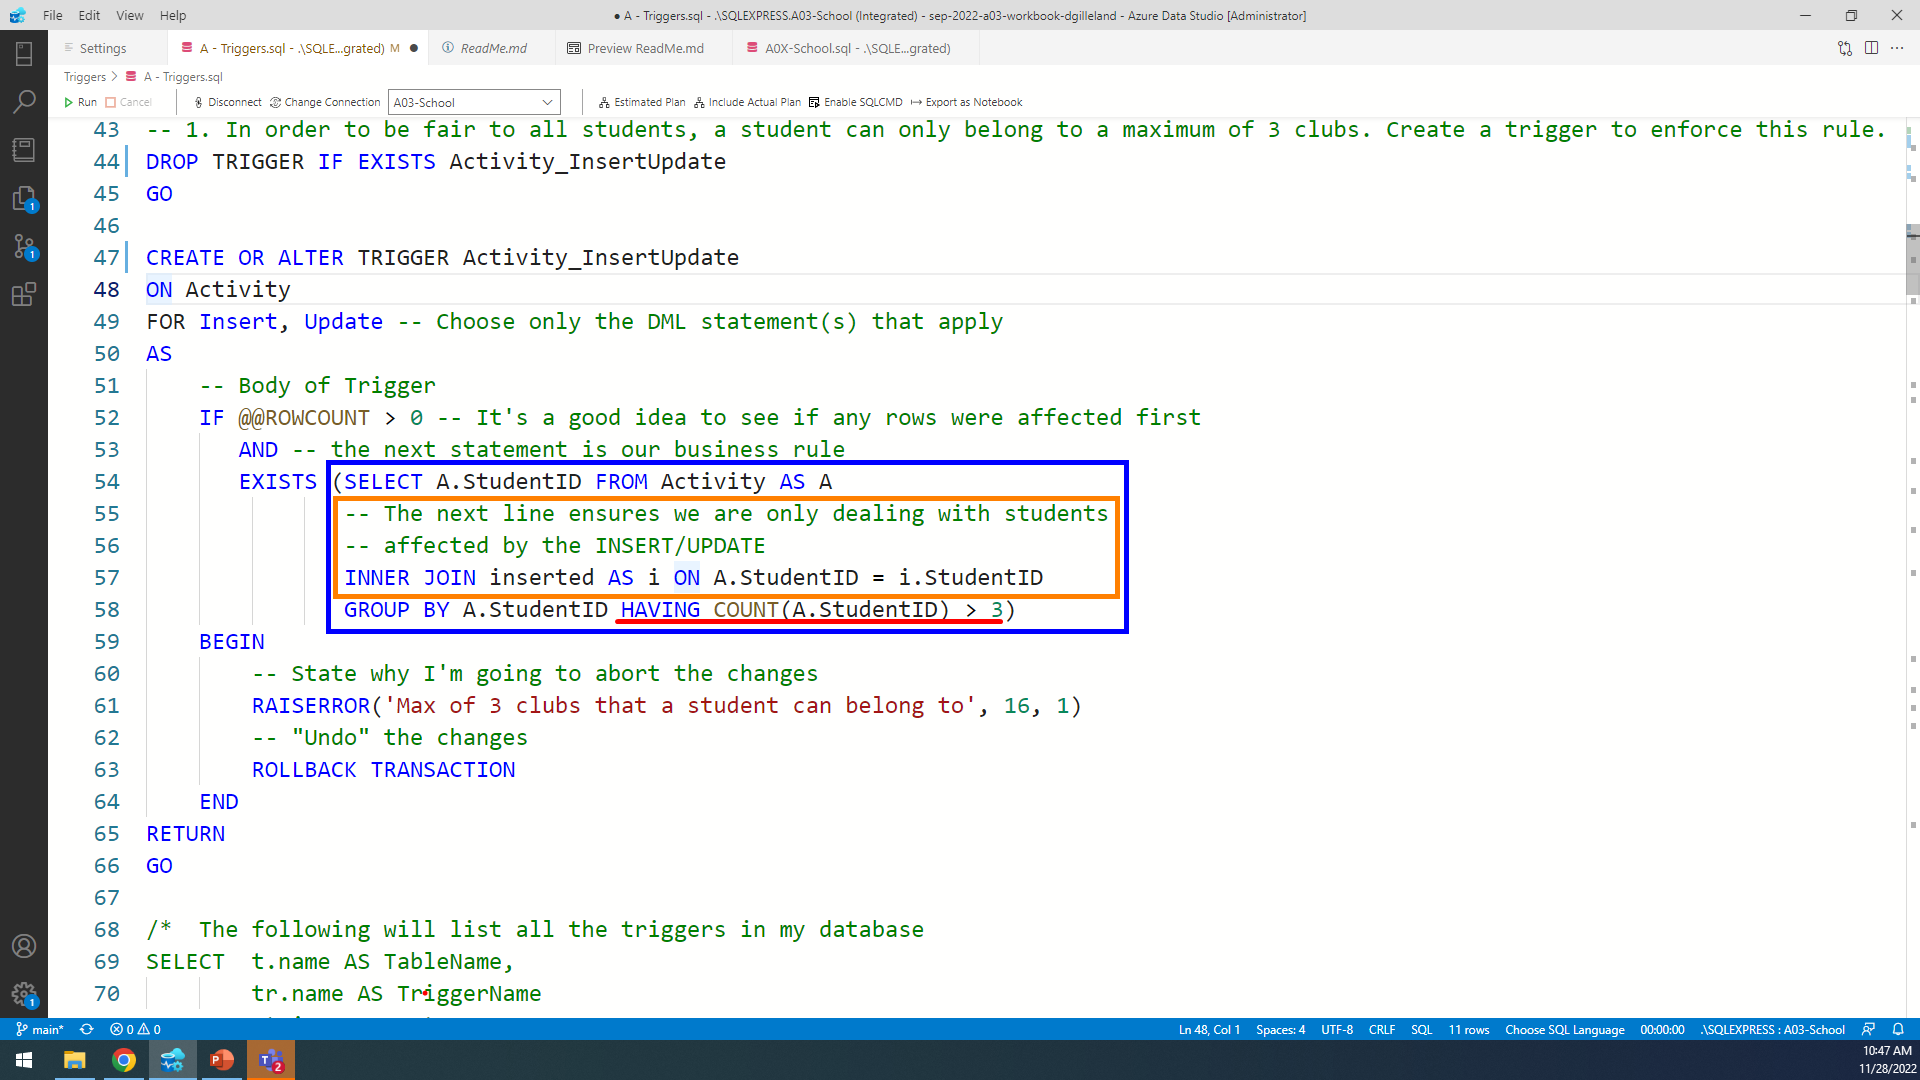 File Edit View Help
● A - Triggers.sql - .\SQLEXPRESS.A03-School (Integrated) - sep-2022-a03-workbook-dgilleland - Azure Data Studio [Administrator]
Settings
A - Triggers.sql - .\SQLE...grated) M ●
ReadMe.md
Preview ReadMe.md
A0X-School.sql - .\SQLE...grated)
Triggers > A - Triggers.sql
Run Cancel Disconnect Change Connection A03-School Estimated Plan Include Actual Plan Enable SQLCMD Export as Notebook
43 -- 1. In order to be fair to all students, a student can only belong to a maximum of 3 clubs. Create a trigger to enforce this rule.
44 DROP TRIGGER IF EXISTS Activity_InsertUpdate
45 GO
46
47 CREATE OR ALTER TRIGGER Activity_InsertUpdate
48 ON Activity
49 FOR Insert, Update -- Choose only the DML statement(s) that apply
50 AS
51 -- Body of Trigger
52 IF @@ROWCOUNT > 0 -- It's a good idea to see if any rows were affected first
53 AND -- the next statement is our business rule
54 EXISTS (SELECT A.StudentID FROM Activity AS A
55 -- The next line ensures we are only dealing with students
56 -- affected by the INSERT/UPDATE
57 INNER JOIN inserted AS i ON A.StudentID = i.StudentID
58 GROUP BY A.StudentID HAVING COUNT(A.StudentID) > 3)
59 BEGIN
60 -- State why I'm going to abort the changes
61 RAISERROR('Max of 3 clubs that a student can belong to', 16, 1)
62 -- "Undo" the changes
63 ROLLBACK TRANSACTION
64 END
65 RETURN
66 GO
67
68 /* The following will list all the triggers in my database
69 SELECT t.name AS TableName,
70 tr.name AS TriggerName
1
1
1
main* 0 0 Ln 48, Col 1 Spaces: 4 UTF-8 CRLF SQL 11 rows Choose SQL Language 00:00:00 .\SQLEXPRESS : A03-School
2
10:47 AM
11/28/2022